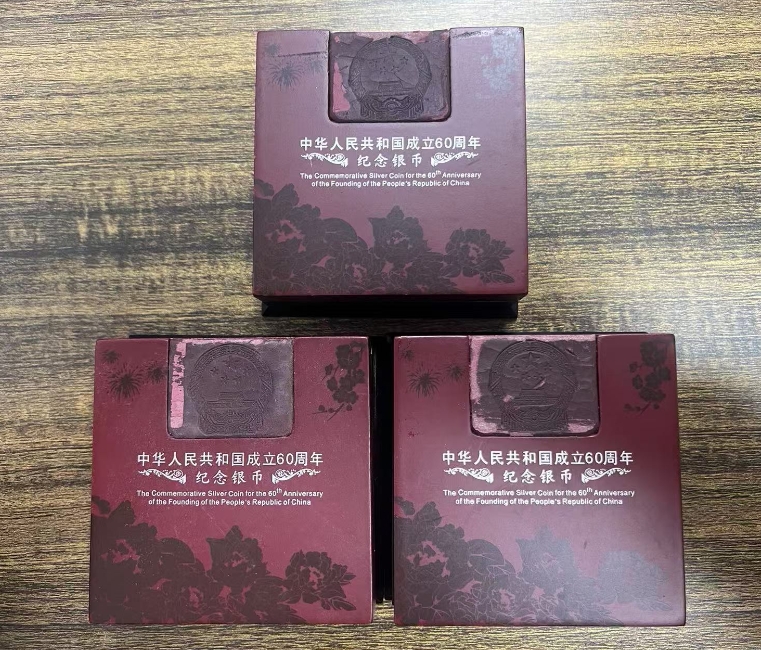 中华人民共和国成立60周年
纪念银币
The Commemorative Silver Coin for the 60th Anniversary
of the Founding of the People's Republic of China
中华人民共和国成立60周年
纪念银币
The Commemorative Silver Coin for the 60th Anniversary
of the Founding of the People's Republic of China
中华人民共和国成立60周年
纪念银币
The Commemorative Silver Coin for the 60th Anniversary
of the Founding of the People's Republic of China